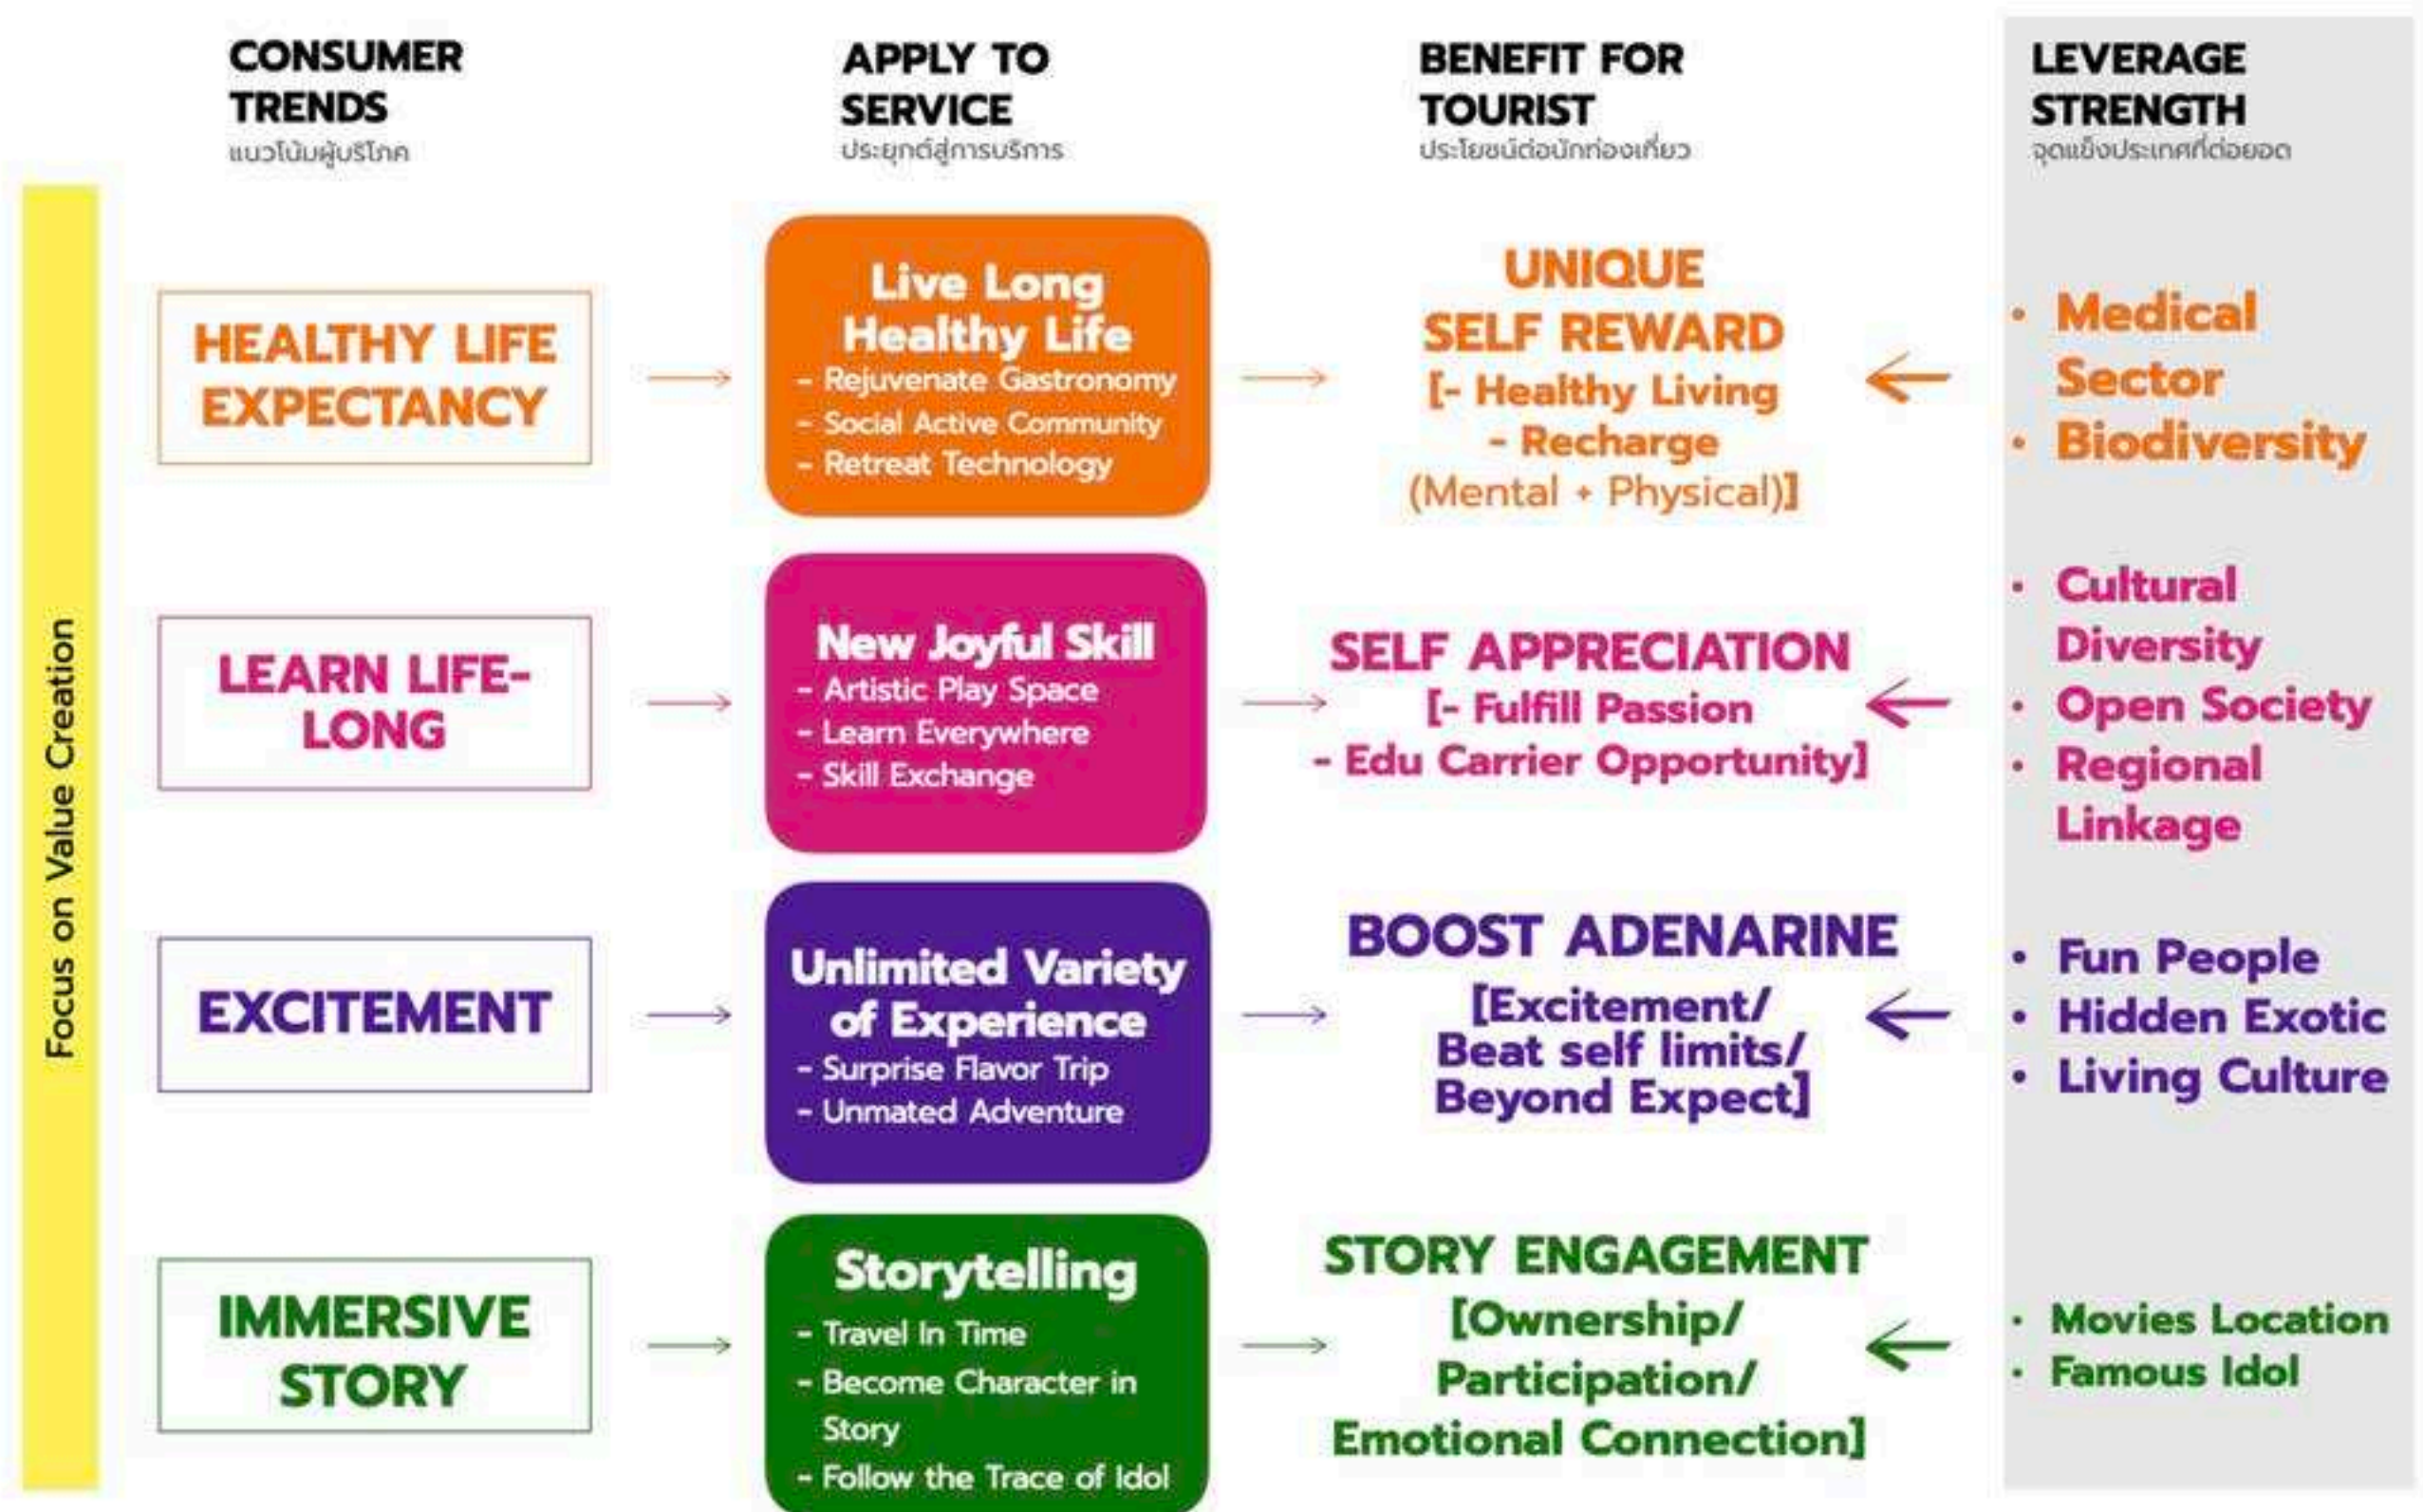 CONSUMER
TRENDS
แนวโน้มผู้บริโภค
APPLY TO
SERVICE
ประยุกต์สู่การบริการ
BENEFIT FOR
TOURIST
ประโยชน์ต่อนักท่องเที่ยว
LEVERAGE
STRENGTH
จุดแข็งประเทศที่ต่อยอด
Focus on Value Creation
HEALTHY LIFE
EXPECTANCY
Live Long
Healthy Life
- Rejuvenate Gastronomy
- Social Active Community
- Retreat Technology
UNIQUE
SELF REWARD
[- Healthy Living
- Recharge
(Mental + Physical)]
• Medical
Sector
• Biodiversity
LEARN LIFE-
LONG
New Joyful Skill
- Artistic Play Space
- Learn Everywhere
- Skill Exchange
SELF APPRECIATION
[- Fulfill Passion
- Edu Carrier Opportunity]
• Cultural
Diversity
• Open Society
• Regional
Linkage
EXCITEMENT
Unlimited Variety
of Experience
- Surprise Flavor Trip
- Unmated Adventure
BOOST ADENARINE
[Excitement/
Beat self limits/
Beyond Expect]
• Fun People
• Hidden Exotic
• Living Culture
IMMERSIVE
STORY
Storytelling
- Travel In Time
- Become Character in
Story
- Follow the Trace of Idol
STORY ENGAGEMENT
[Ownership/
Participation/
Emotional Connection]
• Movies Location
• Famous Idol